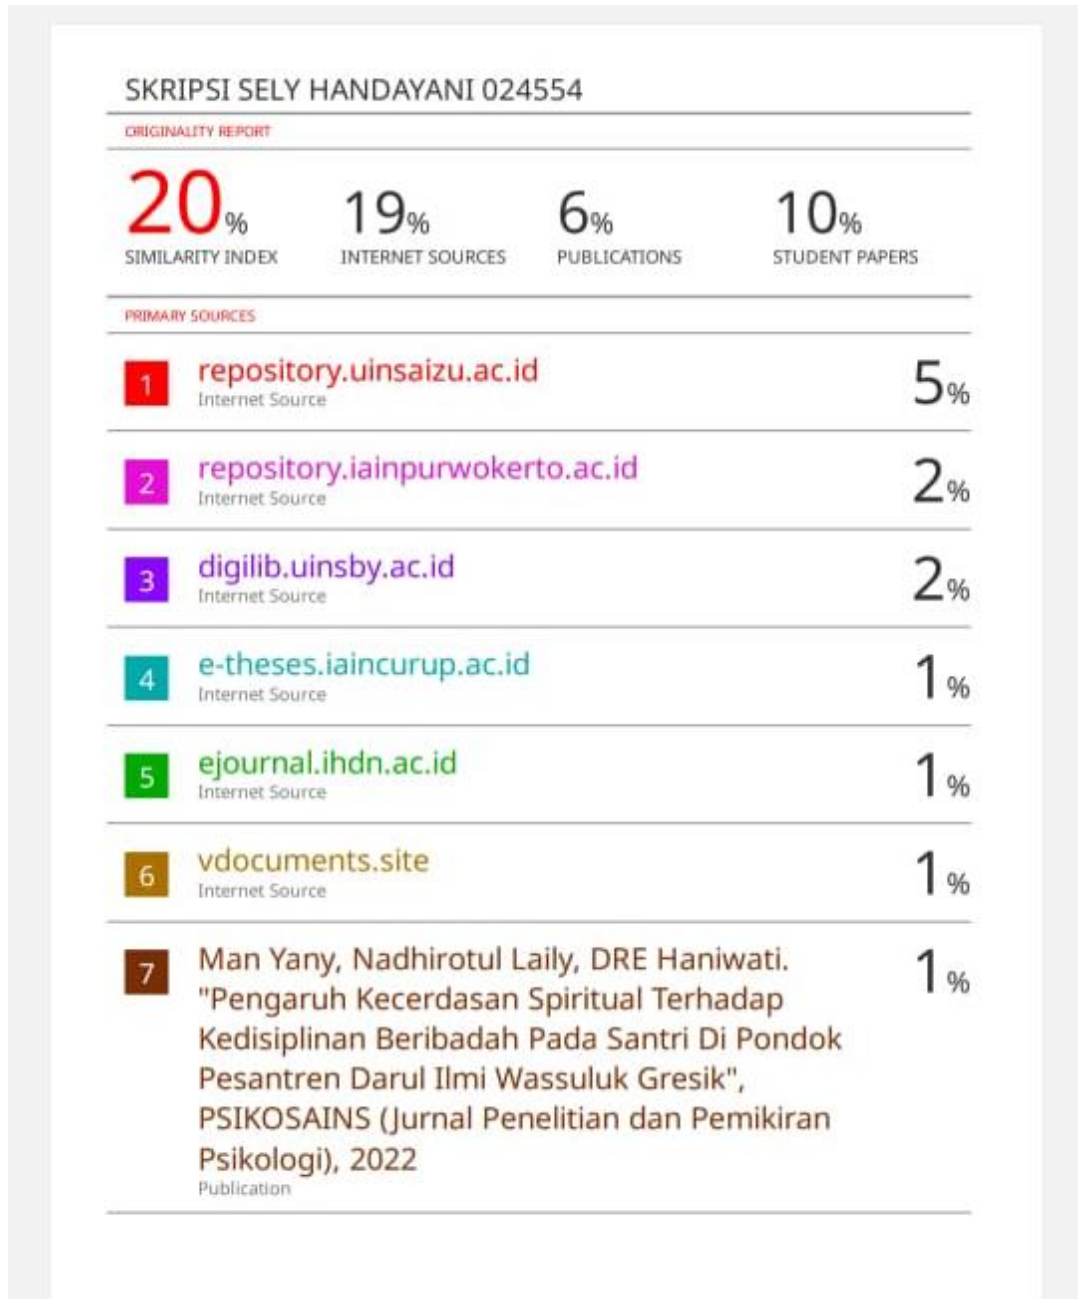 SKRIPSI SELY HANDAYANI 024554
ORIGINALITY REPORT
20%
SIMILARITY INDEX
19%
INTERNET SOURCES
6%
PUBLICATIONS
10%
STUDENT PAPERS
PRIMARY SOURCES
1
repository.uinsaizu.ac.id
Internet Source
5%
2
repository.iainpurwokerto.ac.id
Internet Source
2%
3
digilib.uinsby.ac.id
Internet Source
2%
4
e-theses.iaincurup.ac.id
Internet Source
1%
5
ejournal.ihdn.ac.id
Internet Source
1%
6
vdocuments.site
Internet Source
1%
7
Man Yany, Nadhirotul Laily, DRE Haniwati.
"Pengaruh Kecerdasan Spiritual Terhadap
Kedisiplinan Beribadah Pada Santri Di Pondok
Pesantren Darul Ilmi Wassuluk Gresik",
PSIKOSAINS (Jurnal Penelitian dan Pemikiran
Psikologi), 2022
Publication
1%